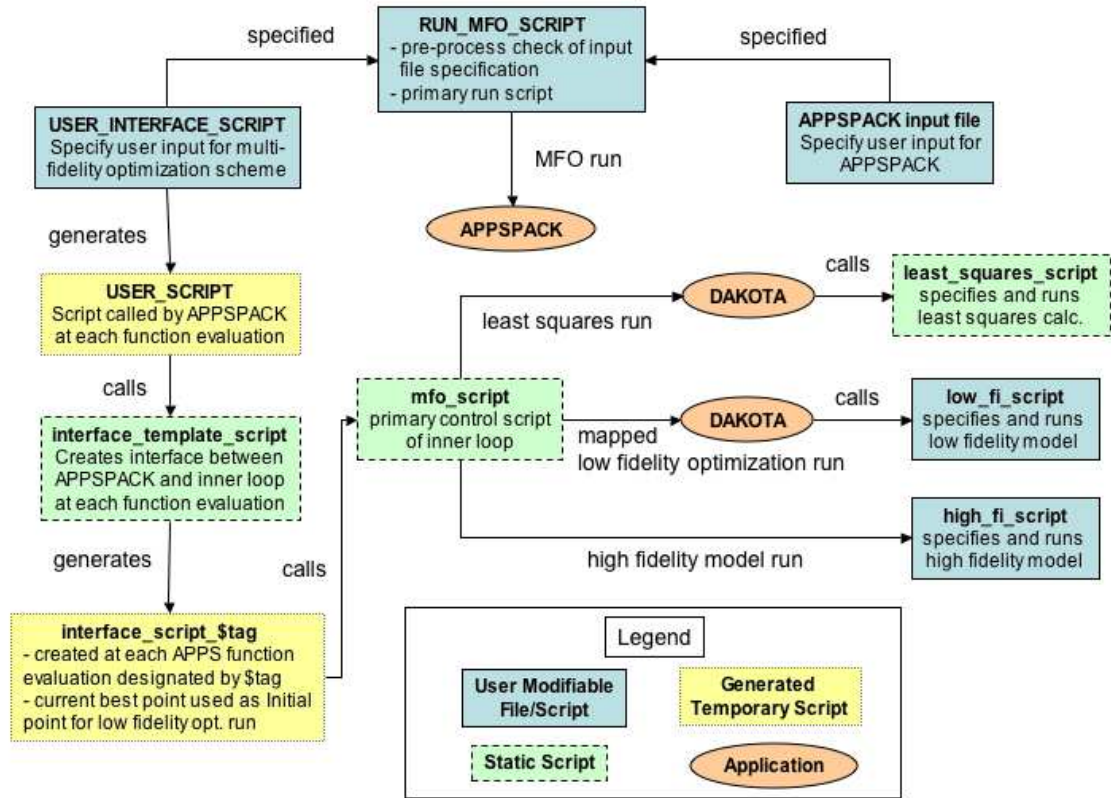 RUN_MFO_SCRIPT
- pre-process check of input
file specification
- primary run script
specified
specified
USER_INTERFACE_SCRIPT
Specify user input for multi-
fidelity optimization scheme
APPSPACK input file
Specify user input for
APPSPACK
MFO run
APPSPACK
generates
USER_SCRIPT
Script called by APPSPACK
at each function evaluation
calls
interface_template_script
Creates interface between
APPSPACK and inner loop
at each function evaluation
generates
interface_script_$tag
- created at each APPS function
evaluation designated by $tag
- current best point used as Initial
point for low fidelity opt. run
calls
mfo_script
primary control script
of inner loop
least squares run
DAKOTA
calls
least_squares_script
specifies and runs
least squares calc.
mapped
low fidelity optimization run
DAKOTA
calls
low_fi_script
specifies and runs
low fidelity model
high fidelity model run
high_fi_script
specifies and runs
high fidelity model
Legend
User Modifiable
File/Script
Generated
Temporary Script
Static Script
Application